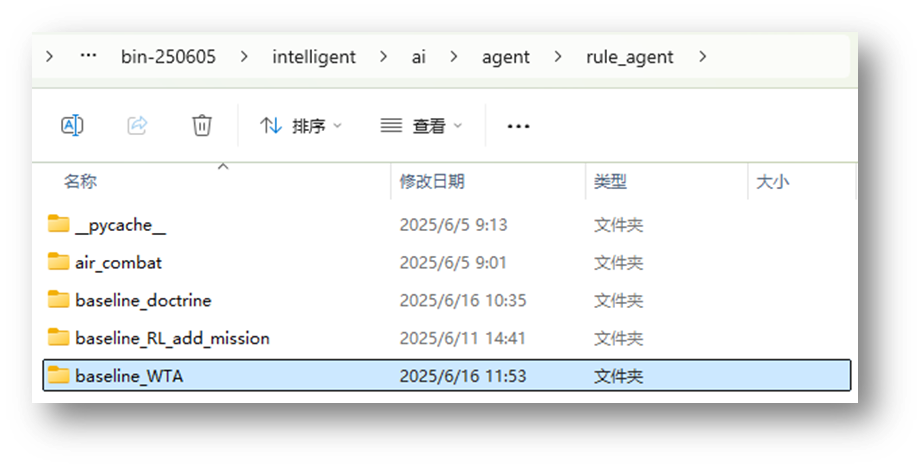 > ... bin-250605 > intelligent > ai > agent > rule_agent >
A 排序 查看 ...
名称 修改日期 类型 大小
__pycache__ 2025/6/5 9:13 文件夹
air_combat 2025/6/5 9:01 文件夹
baseline_doctrine 2025/6/16 10:35 文件夹
baseline_RL_add_mission 2025/6/11 14:41 文件夹
baseline_WTA 2025/6/16 11:53 文件夹